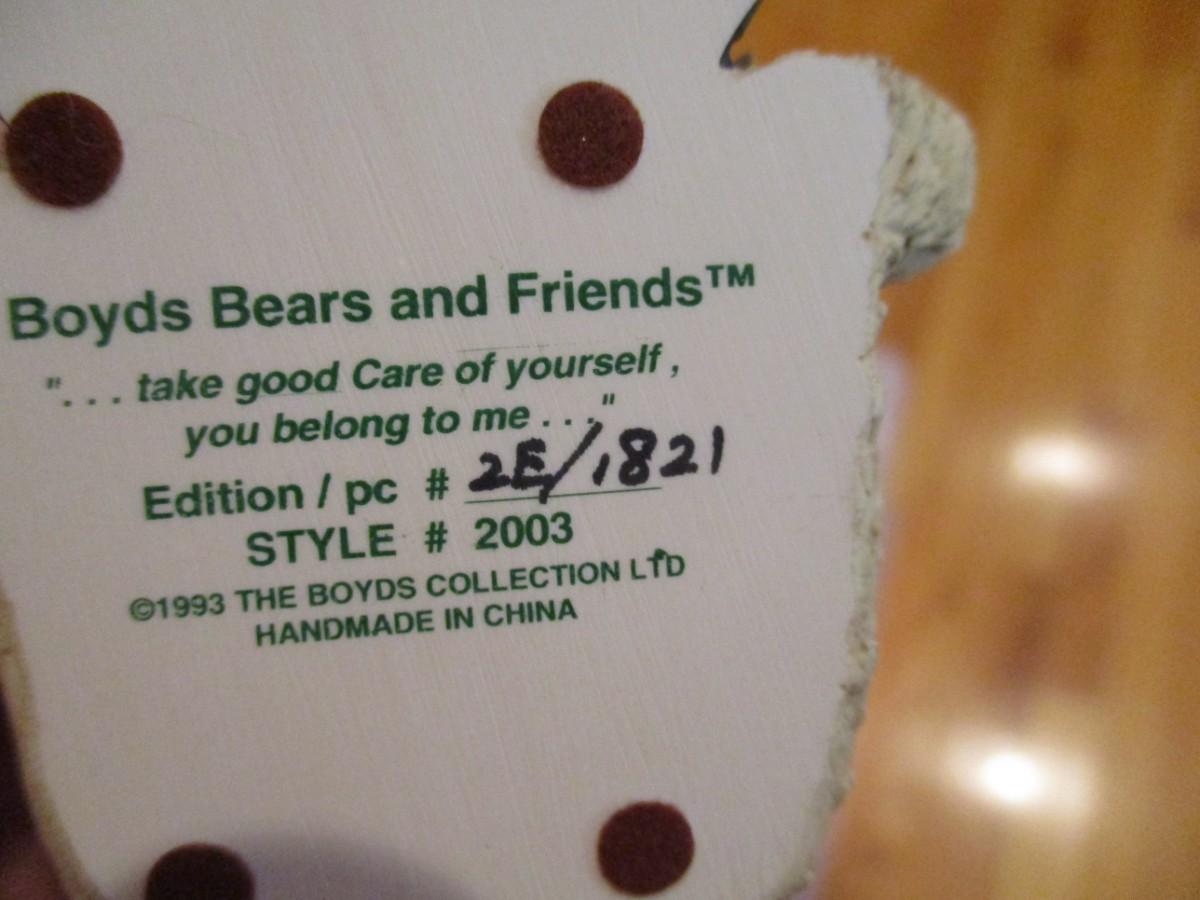 Boyds Bears and Friends™
". . . take good Care of yourself ,
you belong to me . . ."
Edition / pc # 2E/1821
STYLE # 2003
©1993 THE BOYDS COLLECTION LTD
HANDMADE IN CHINA